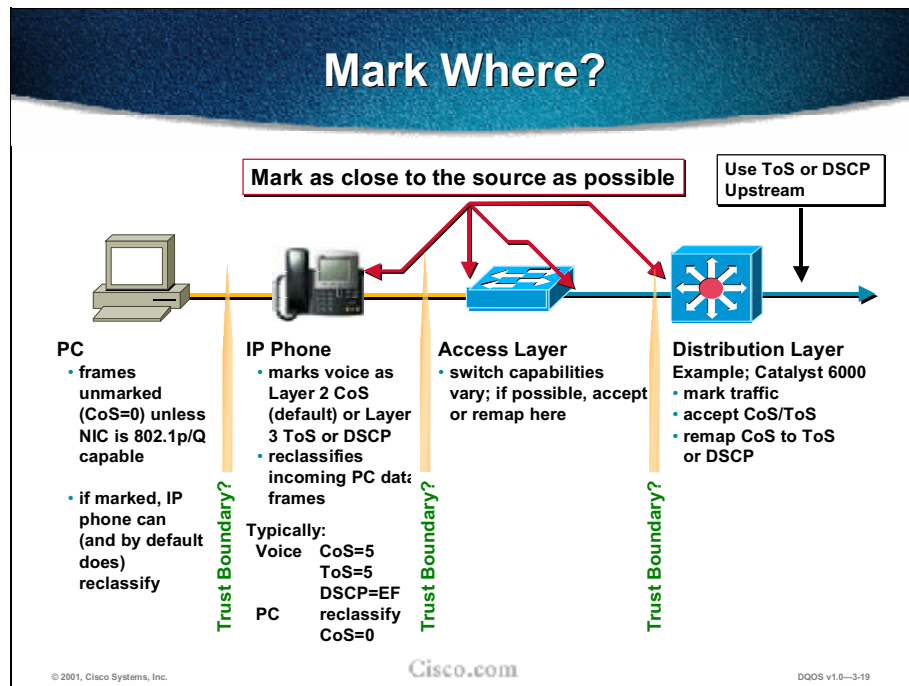 Mark Where?
Mark as close to the source as possible
Use ToS or DSCP
Upstream
PC
• frames
unmarked
(CoS=0) unless
NIC is 802.1p/Q
capable
• if marked, IP
phone can
(and by default
does)
reclassify
Trust Boundary?
IP Phone
• marks voice as
Layer 2 CoS
(default) or Layer
3 ToS or DSCP
• reclassifies
incoming PC data
frames
Typically:
Voice CoS=5
ToS=5
DSCP=EF
PC reclassify
CoS=0
Trust Boundary?
Access Layer
• switch capabilities
vary; if possible, accept
or remap here
Trust Boundary?
Distribution Layer
Example; Catalyst 6000
• mark traffic
• accept CoS/ToS
• remap CoS to ToS
or DSCP
© 2001, Cisco Systems, Inc.
Cisco.com
DQOS v1.0—3-19